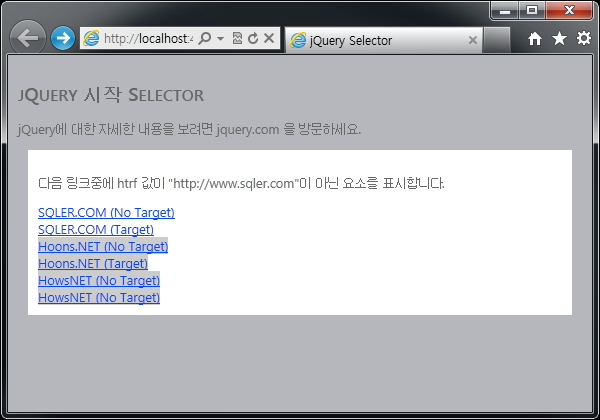 http://localhost:4
jQuery Selector
JQUERY 시작 SELECTOR
jQuery에 대한 자세한 내용을 보려면 jquery.com 을 방문하세요.
다음 링크중에 htrf 값이 "http://www.sqler.com"이 아닌 요소를 표시합니다.
SQLER.COM (No Target)
SQLER.COM (Target)
Hoons.NET (No Target)
Hoons.NET (Target)
HowsNET (No Target)
HowsNET (No Target)